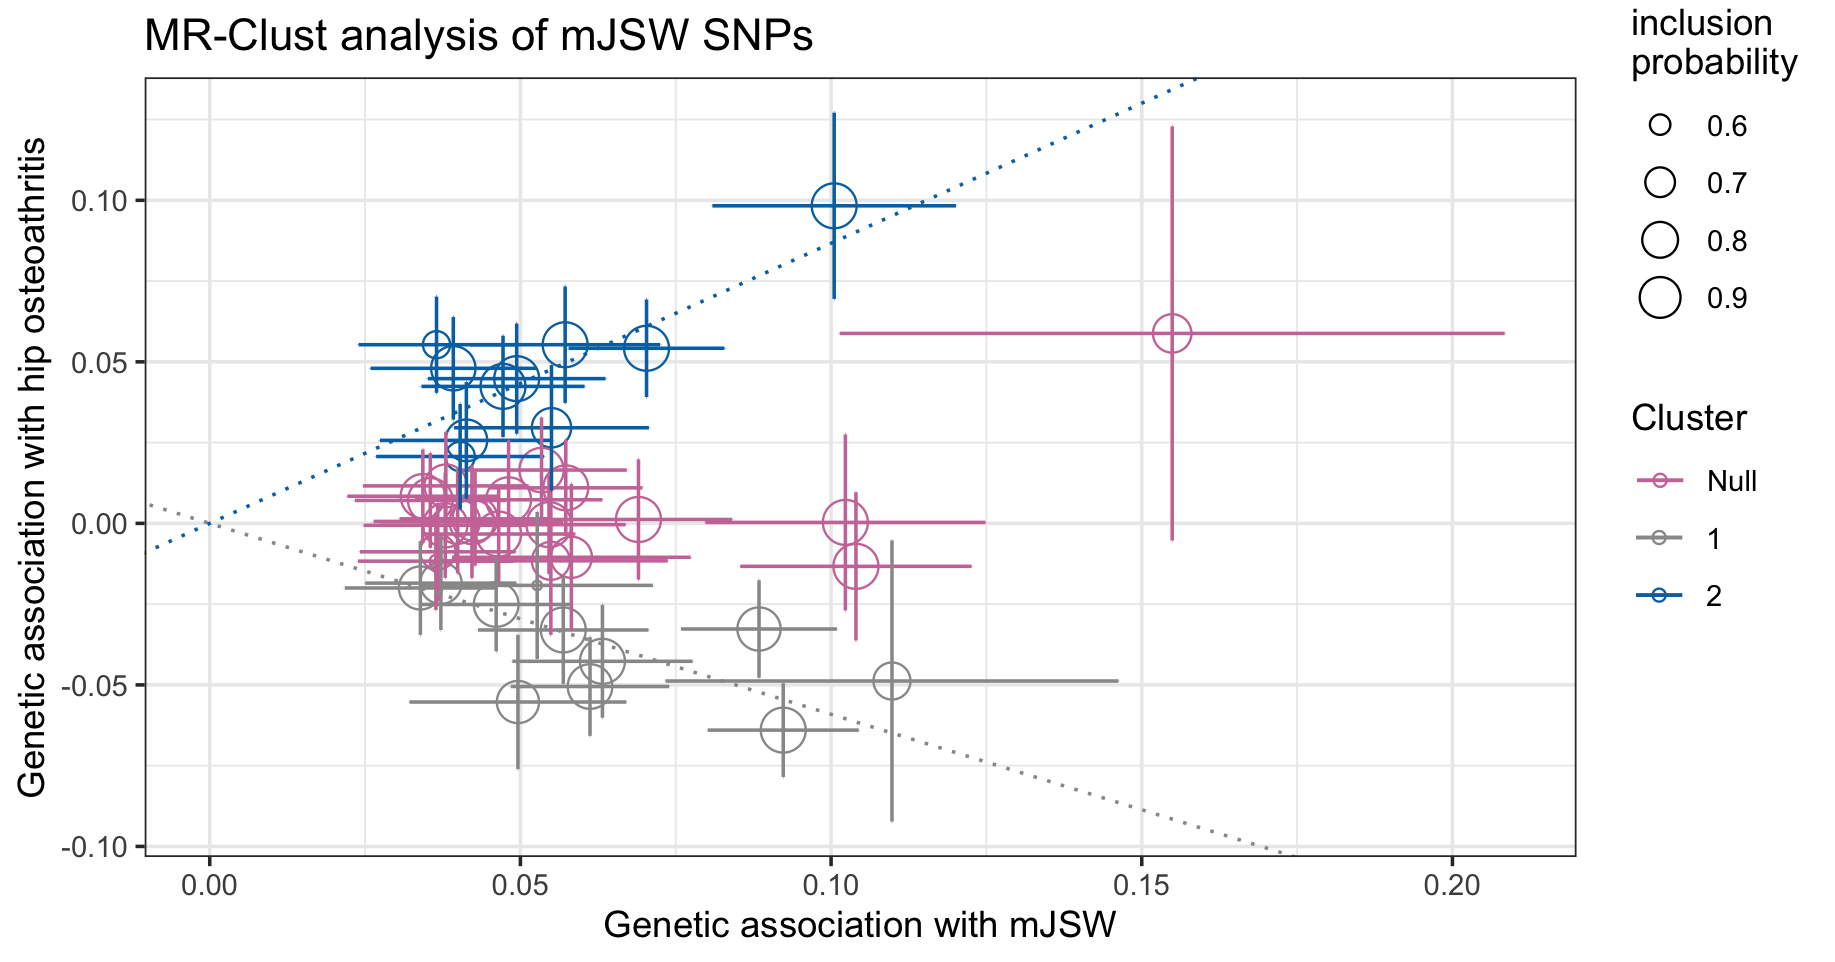 MR-Clust analysis of mJSW SNPs
Genetic association with hip osteoathritis
0.10
0.05
0.00
-0.05
-0.10
0.00 0.05 0.10 0.15 0.20
Genetic association with mJSW
inclusion
probability
0.6
0.7
0.8
0.9
Cluster
Null
1
2